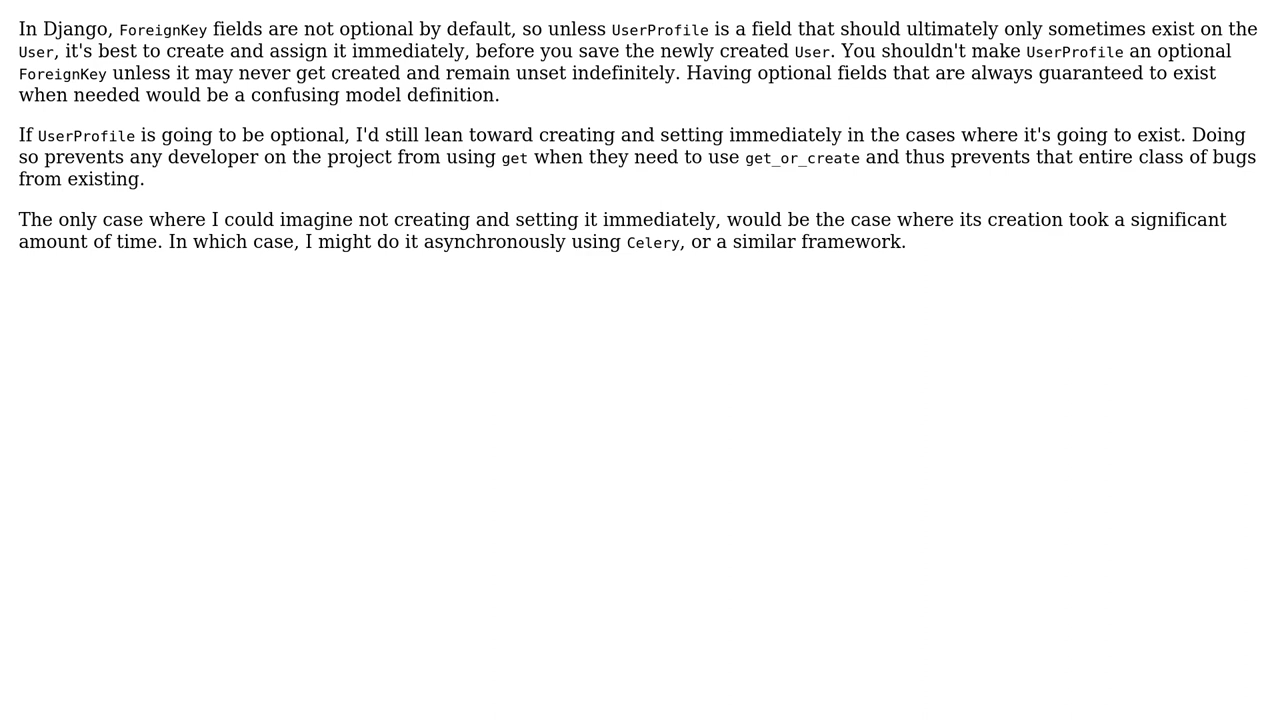 In Django, ForeignKey fields are not optional by default, so unless UserProfile is a field that should ultimately only sometimes exist on the
User, it's best to create and assign it immediately, before you save the newly created User. You shouldn't make UserProfile an optional
ForeignKey unless it may never get created and remain unset indefinitely. Having optional fields that are always guaranteed to exist
when needed would be a confusing model definition.
If UserProfile is going to be optional, I'd still lean toward creating and setting immediately in the cases where it's going to exist. Doing
so prevents any developer on the project from using get when they need to use get_or_create and thus prevents that entire class of bugs
from existing.
The only case where I could imagine not creating and setting it immediately, would be the case where its creation took a significant
amount of time. In which case, I might do it asynchronously using Celery, or a similar framework.